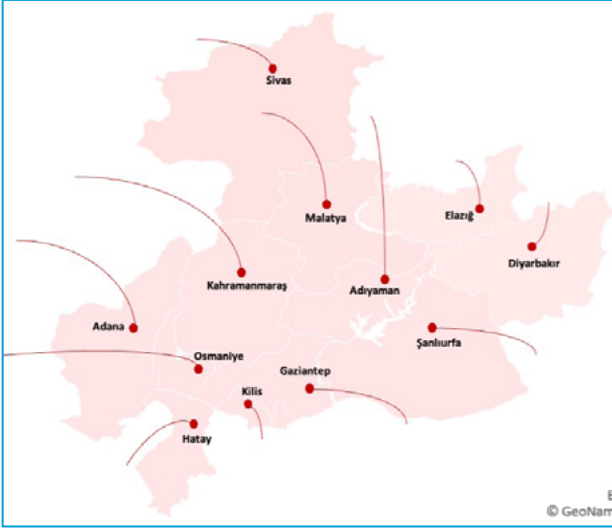 Sivas
Malatya
Elazığ
Diyarbakır
Kahramanmaraş
Adıyaman
Adana
Şanlıurfa
Osmaniye
Gaziantep
Kilis
Hatay
© GeoNam